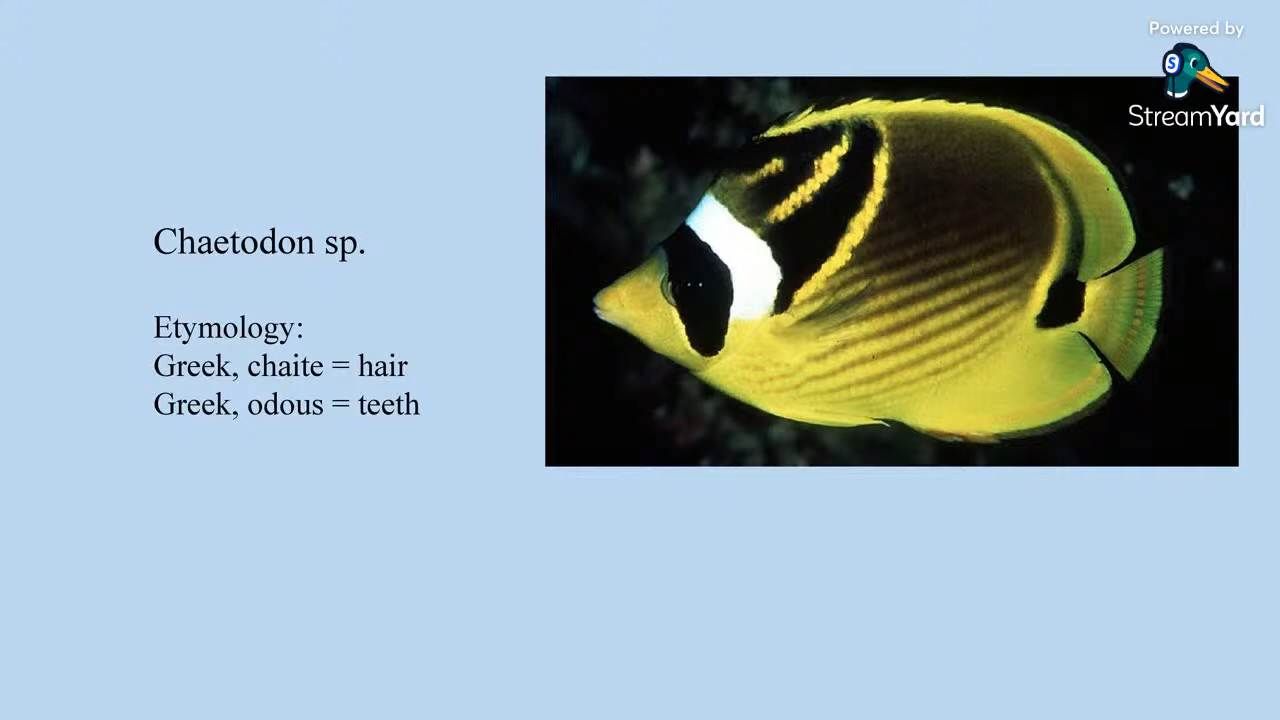 Powered by
S
StreamYard
Chaetodon sp.
Etymology:
Greek, chaite = hair
Greek, odous = teeth